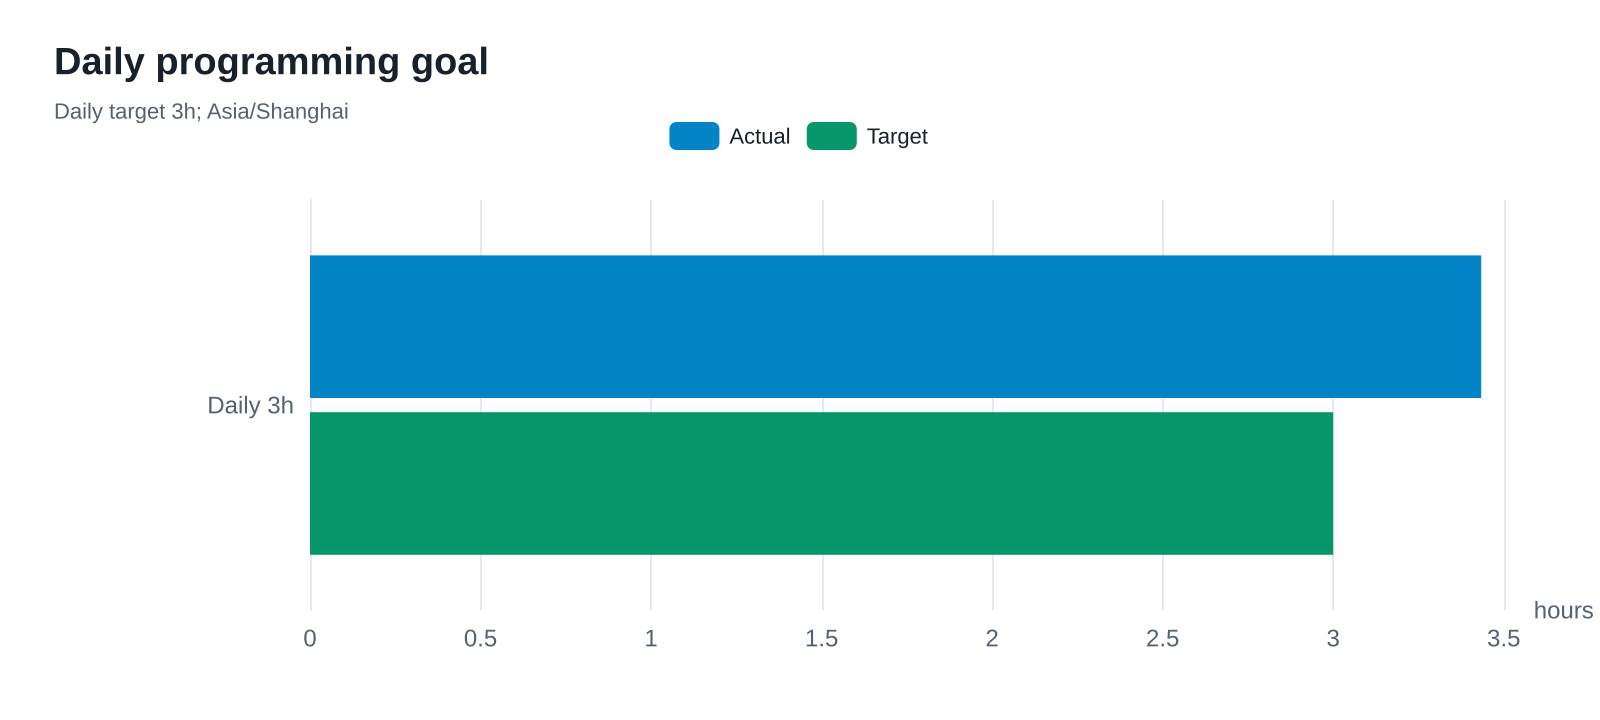 Daily programming goal
Daily target 3h; Asia/Shanghai
Actual Target
Daily 3h
hours
0 0.5 1 1.5 2 2.5 3 3.5